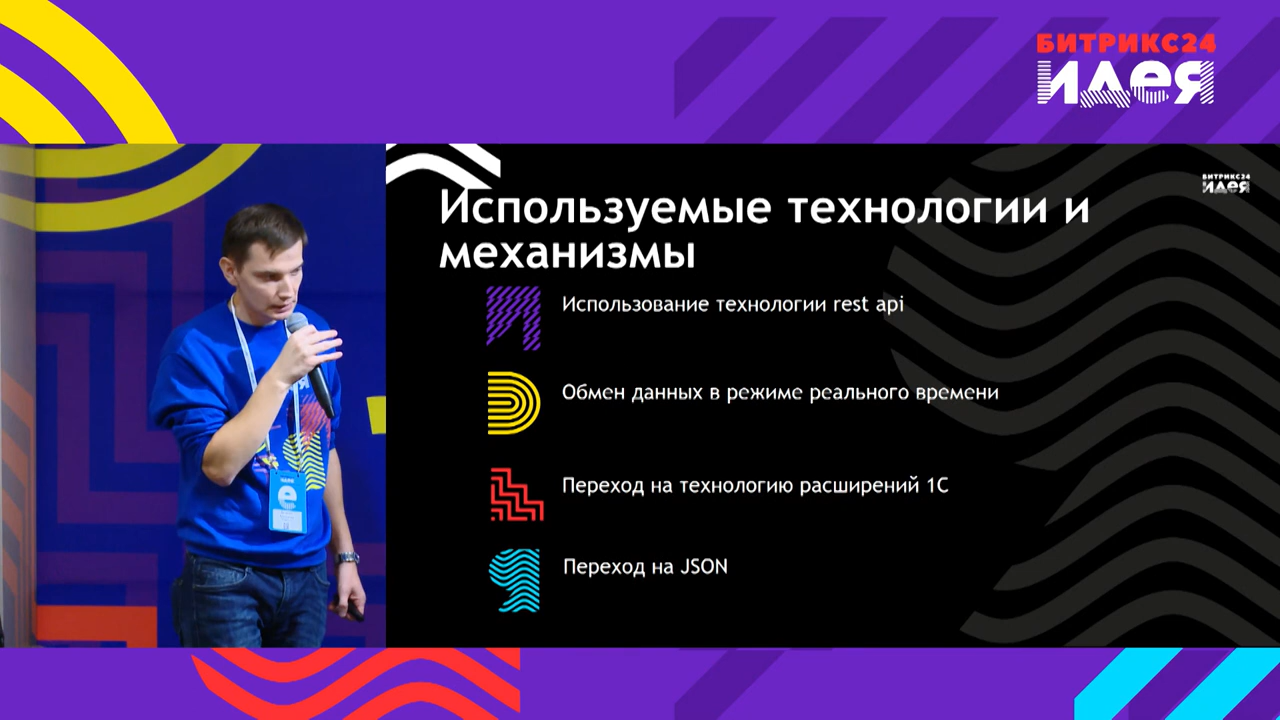 БИТРИКС24
ИДЕЯ
БИТРИКС24
ИДЕЯ
Используемые технологии и
механизмы
Использование технологии rest api
Обмен данных в режиме реального времени
Переход на технологию расширений 1С
Переход на JSON
е